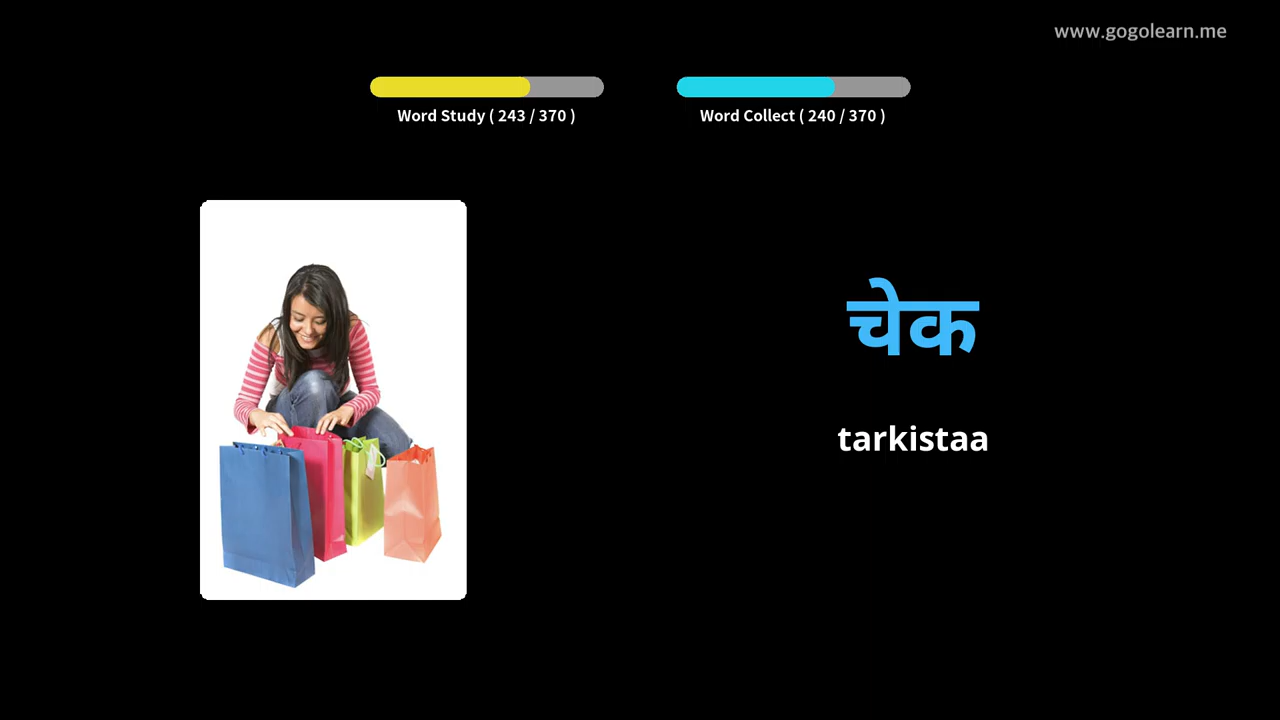 www.gogolearn.me
Word Study ( 243 / 370 )
Word Collect ( 240 / 370 )
चेक
tarkistaa